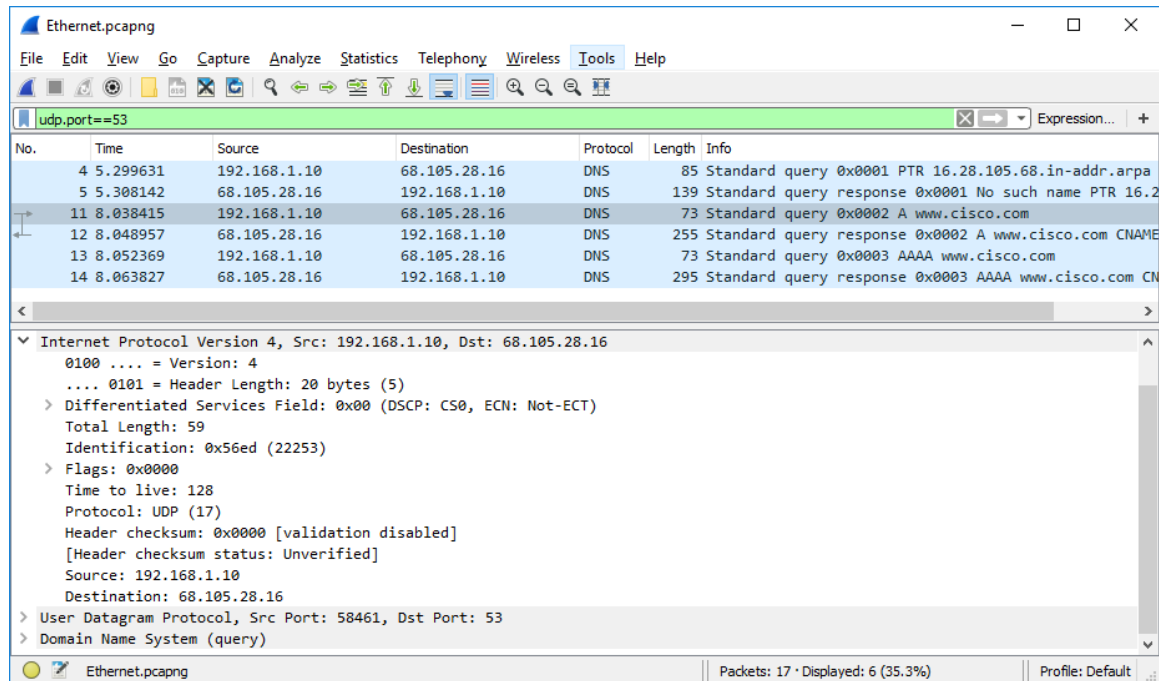 Ethernet.pcapng
File Edit View Go Capture Analyze Statistics Telephony Wireless Tools Help
udp.port==53 Expression... +
No. Time Source Destination Protocol Length Info
4 5.299631 192.168.1.10 68.105.28.16 DNS 85 Standard query 0x0001 PTR 16.28.105.68.in-addr.arpa
5 5.308142 68.105.28.16 192.168.1.10 DNS 139 Standard query response 0x0001 No such name PTR 16.2
11 8.038415 192.168.1.10 68.105.28.16 DNS 73 Standard query 0x0002 A www.cisco.com
12 8.048957 68.105.28.16 192.168.1.10 DNS 255 Standard query response 0x0002 A www.cisco.com CNAME
13 8.052369 192.168.1.10 68.105.28.16 DNS 73 Standard query 0x0003 AAAA www.cisco.com
14 8.063827 68.105.28.16 192.168.1.10 DNS 295 Standard query response 0x0003 AAAA www.cisco.com CN
Internet Protocol Version 4, Src: 192.168.1.10, Dst: 68.105.28.16
0100 .... = Version: 4
.... 0101 = Header Length: 20 bytes (5)
Differentiated Services Field: 0x00 (DSCP: CS0, ECN: Not-ECT)
Total Length: 59
Identification: 0x56ed (22253)
Flags: 0x0000
Time to live: 128
Protocol: UDP (17)
Header checksum: 0x0000 [validation disabled]
[Header checksum status: Unverified]
Source: 192.168.1.10
Destination: 68.105.28.16
User Datagram Protocol, Src Port: 58461, Dst Port: 53
Domain Name System (query)
Ethernet.pcapng Packets: 17 · Displayed: 6 (35.3%) Profile: Default